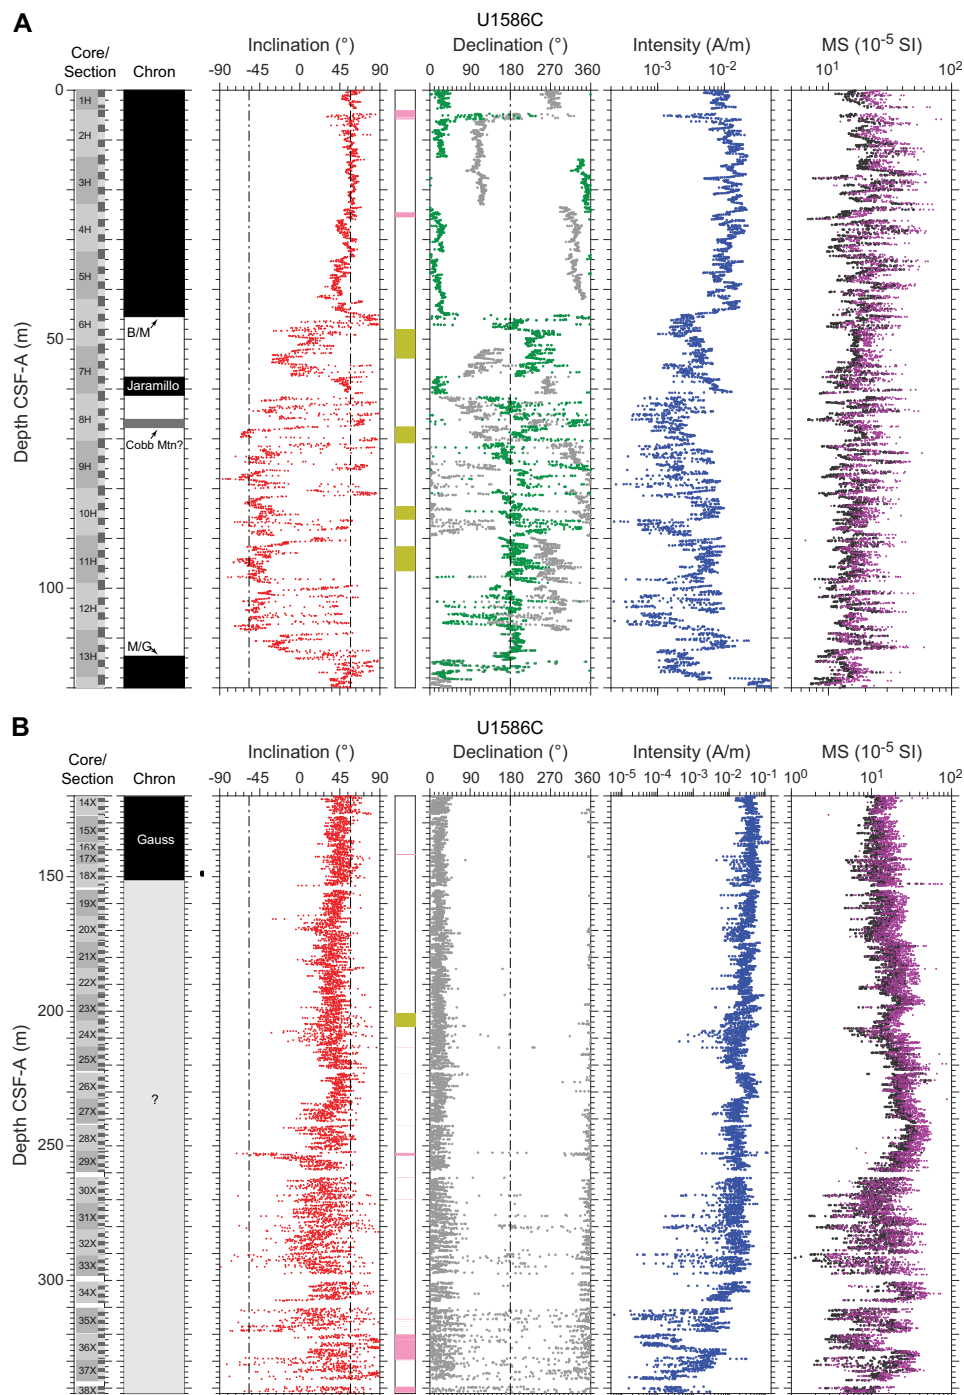 A
U1586C
Core/
Section
Chron
Inclination (°)
Declination (°)
Intensity (A/m)
MS (10-5 SI)
-90 -45 0 45 90
0 90 180 270 360
10-3 10-2
101 102
0
50
100
Depth CSF-A (m)
1H
2H
3H
4H
5H
6H
7H
8H
9H
10H
11H
12H
13H
B/M
Jaramillo
Cobb Mtn?
M/G
B
U1586C
Core/
Section
Chron
Inclination (°)
Declination (°)
Intensity (A/m)
MS (10-5 SI)
-90 -45 0 45 90
0 90 180 270 360
10-5 10-4 10-3 10-2 10-1
100 101 102
150
200
250
300
Depth CSF-A (m)
14X
15X
16X
17X
18X
19X
20X
21X
22X
23X
24X
25X
26X
27X
28X
29X
30X
31X
32X
33X
34X
35X
36X
37X
38X
Gauss
?